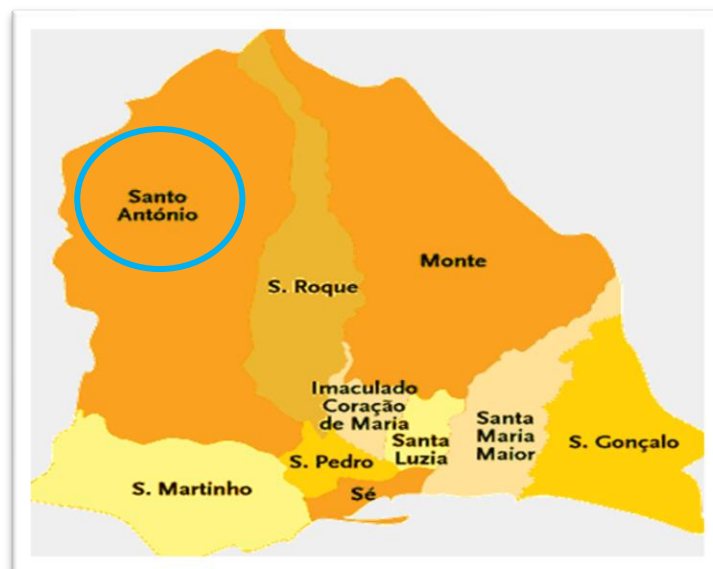 Santo
António
Monte
S. Roque
Imaculado
Coração
de Maria
Santa
Luzia
Santa
Maria
Maior
S. Gonçalo
S. Pedro
S. Martinho
Sé